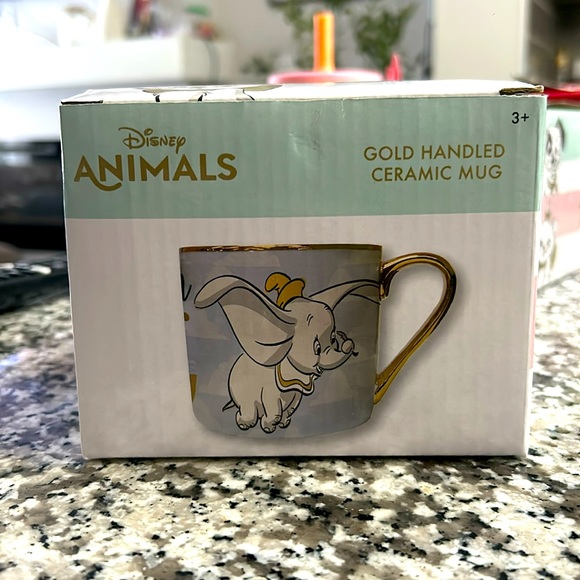 Disney
ANIMALS
GOLD HANDLED
CERAMIC MUG
3+